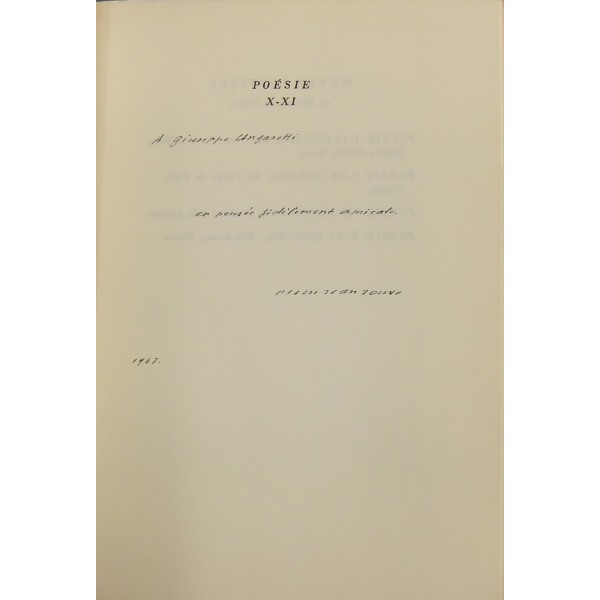 POÉSIE
X-XI
A Giuseppe Ungaretti
en pensée fidèlement amicale.
Pierre Jean Jouve
1967.